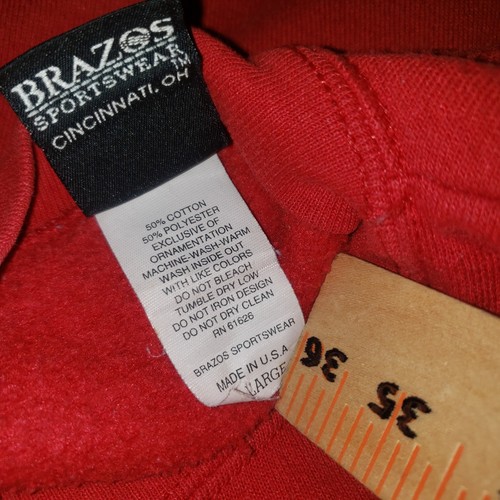 BRAZOS
SPORTSWEAR TM
CINCINNATI, OH
50% COTTON
50% POLYESTER
EXCLUSIVE OF
ORNAMENTATION
MACHINE-WASH-WARM
WASH INSIDE OUT
WITH LIKE COLORS
DO NOT BLEACH
TUMBLE DRY LOW
DO NOT IRON DESIGN
DO NOT DRY CLEAN
RN 61626
BRAZOS SPORTSWEAR
MADE IN U.S.A
LARGE
36
35